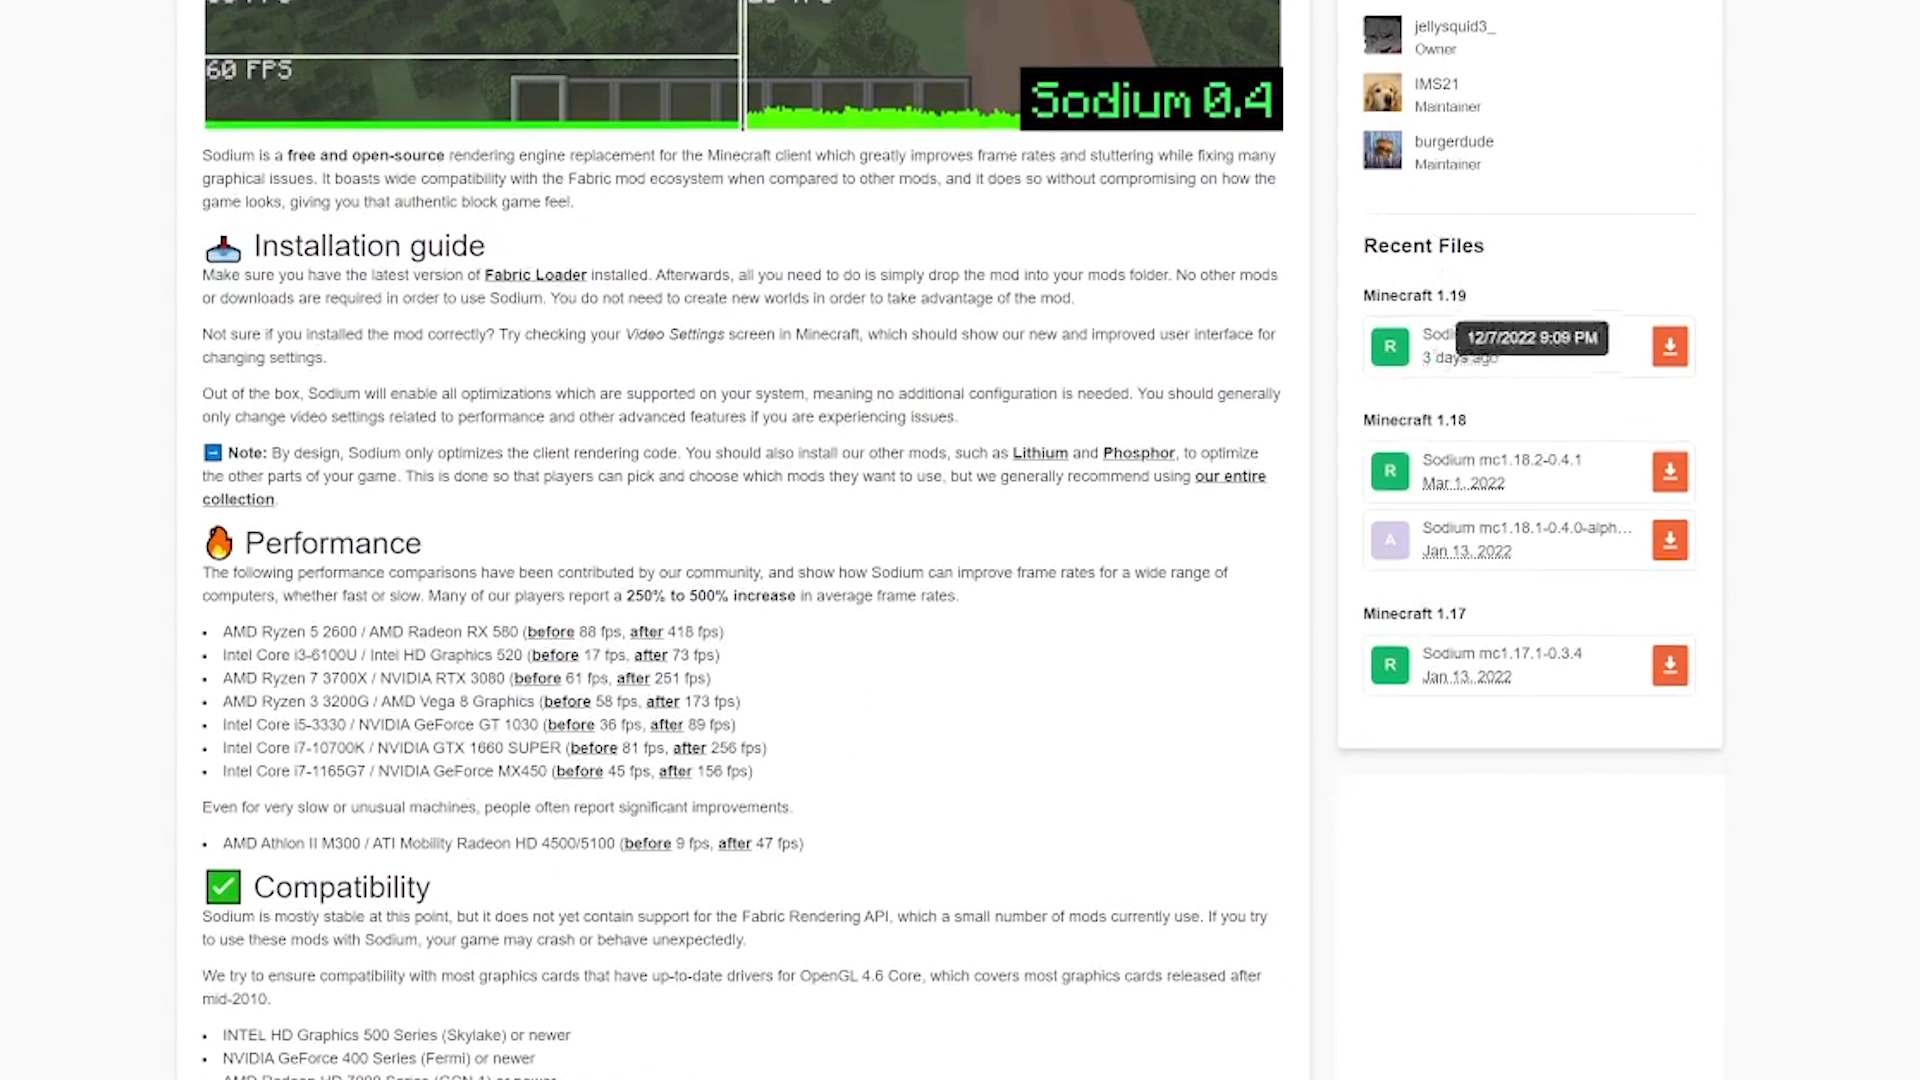 60 FPS
Sodium 0.4
Sodium is a free and open-source rendering engine replacement for the Minecraft client which greatly improves frame rates and stuttering while fixing many
graphical issues. It boasts wide compatibility with the Fabric mod ecosystem when compared to other mods, and it does so without compromising on how the
game looks, giving you that authentic block game feel.
Installation guide
Make sure you have the latest version of Fabric Loader installed. Afterwards, all you need to do is simply drop the mod into your mods folder. No other mods
or downloads are required in order to use Sodium. You do not need to create new worlds in order to take advantage of the mod.
Not sure if you installed the mod correctly? Try checking your Video Settings screen in Minecraft, which should show our new and improved user interface for
changing settings.
Out of the box, Sodium will enable all optimizations which are supported on your system, meaning no additional configuration is needed. You should generally
only change video settings related to performance and other advanced features if you are experiencing issues.
Note: By design, Sodium only optimizes the client rendering code. You should also install our other mods, such as Lithium and Phosphor, to optimize
the other parts of your game. This is done so that players can pick and choose which mods they want to use, but we generally recommend using our entire
collection.
Performance
The following performance comparisons have been contributed by our community, and show how Sodium can improve frame rates for a wide range of
computers, whether fast or slow. Many of our players report a 250% to 500% increase in average frame rates.
• AMD Ryzen 5 2600 / AMD Radeon RX 580 (before 88 fps, after 418 fps)
• Intel Core i3-6100U / Intel HD Graphics 520 (before 17 fps, after 73 fps)
• AMD Ryzen 7 3700X / NVIDIA RTX 3080 (before 61 fps, after 251 fps)
• AMD Ryzen 3 3200G / AMD Vega 8 Graphics (before 58 fps, after 173 fps)
• Intel Core i5-3330 / NVIDIA GeForce GT 1030 (before 36 fps, after 89 fps)
• Intel Core i7-10700K / NVIDIA GTX 1660 SUPER (before 81 fps, after 256 fps)
• Intel Core i7-1165G7 / NVIDIA GeForce MX450 (before 45 fps, after 156 fps)
Even for very slow or unusual machines, people often report significant improvements.
• AMD Athlon II M300 / ATI Mobility Radeon HD 4500/5100 (before 9 fps, after 47 fps)
Compatibility
Sodium is mostly stable at this point, but it does not yet contain support for the Fabric Rendering API, which a small number of mods currently use. If you try
to use these mods with Sodium, your game may crash or behave unexpectedly.
We try to ensure compatibility with most graphics cards that have up-to-date drivers for OpenGL 4.6 Core, which covers most graphics cards released after
mid-2010.
• INTEL HD Graphics 500 Series (Skylake) or newer
• NVIDIA GeForce 400 Series (Fermi) or newer
jellysquid3_
Owner
IMS21
Maintainer
burgerdude
Maintainer
Recent Files
Minecraft 1.19
R
12/7/2022 9:09 PM
3 days ago
Minecraft 1.18
R
Sodium mc1.18.2-0.4.1
Mar 1, 2022
A
Sodium mc1.18.1-0.4.0-alph...
Jan 13, 2022
Minecraft 1.17
R
Sodium mc1.17.1-0.3.4
Jan 13, 2022